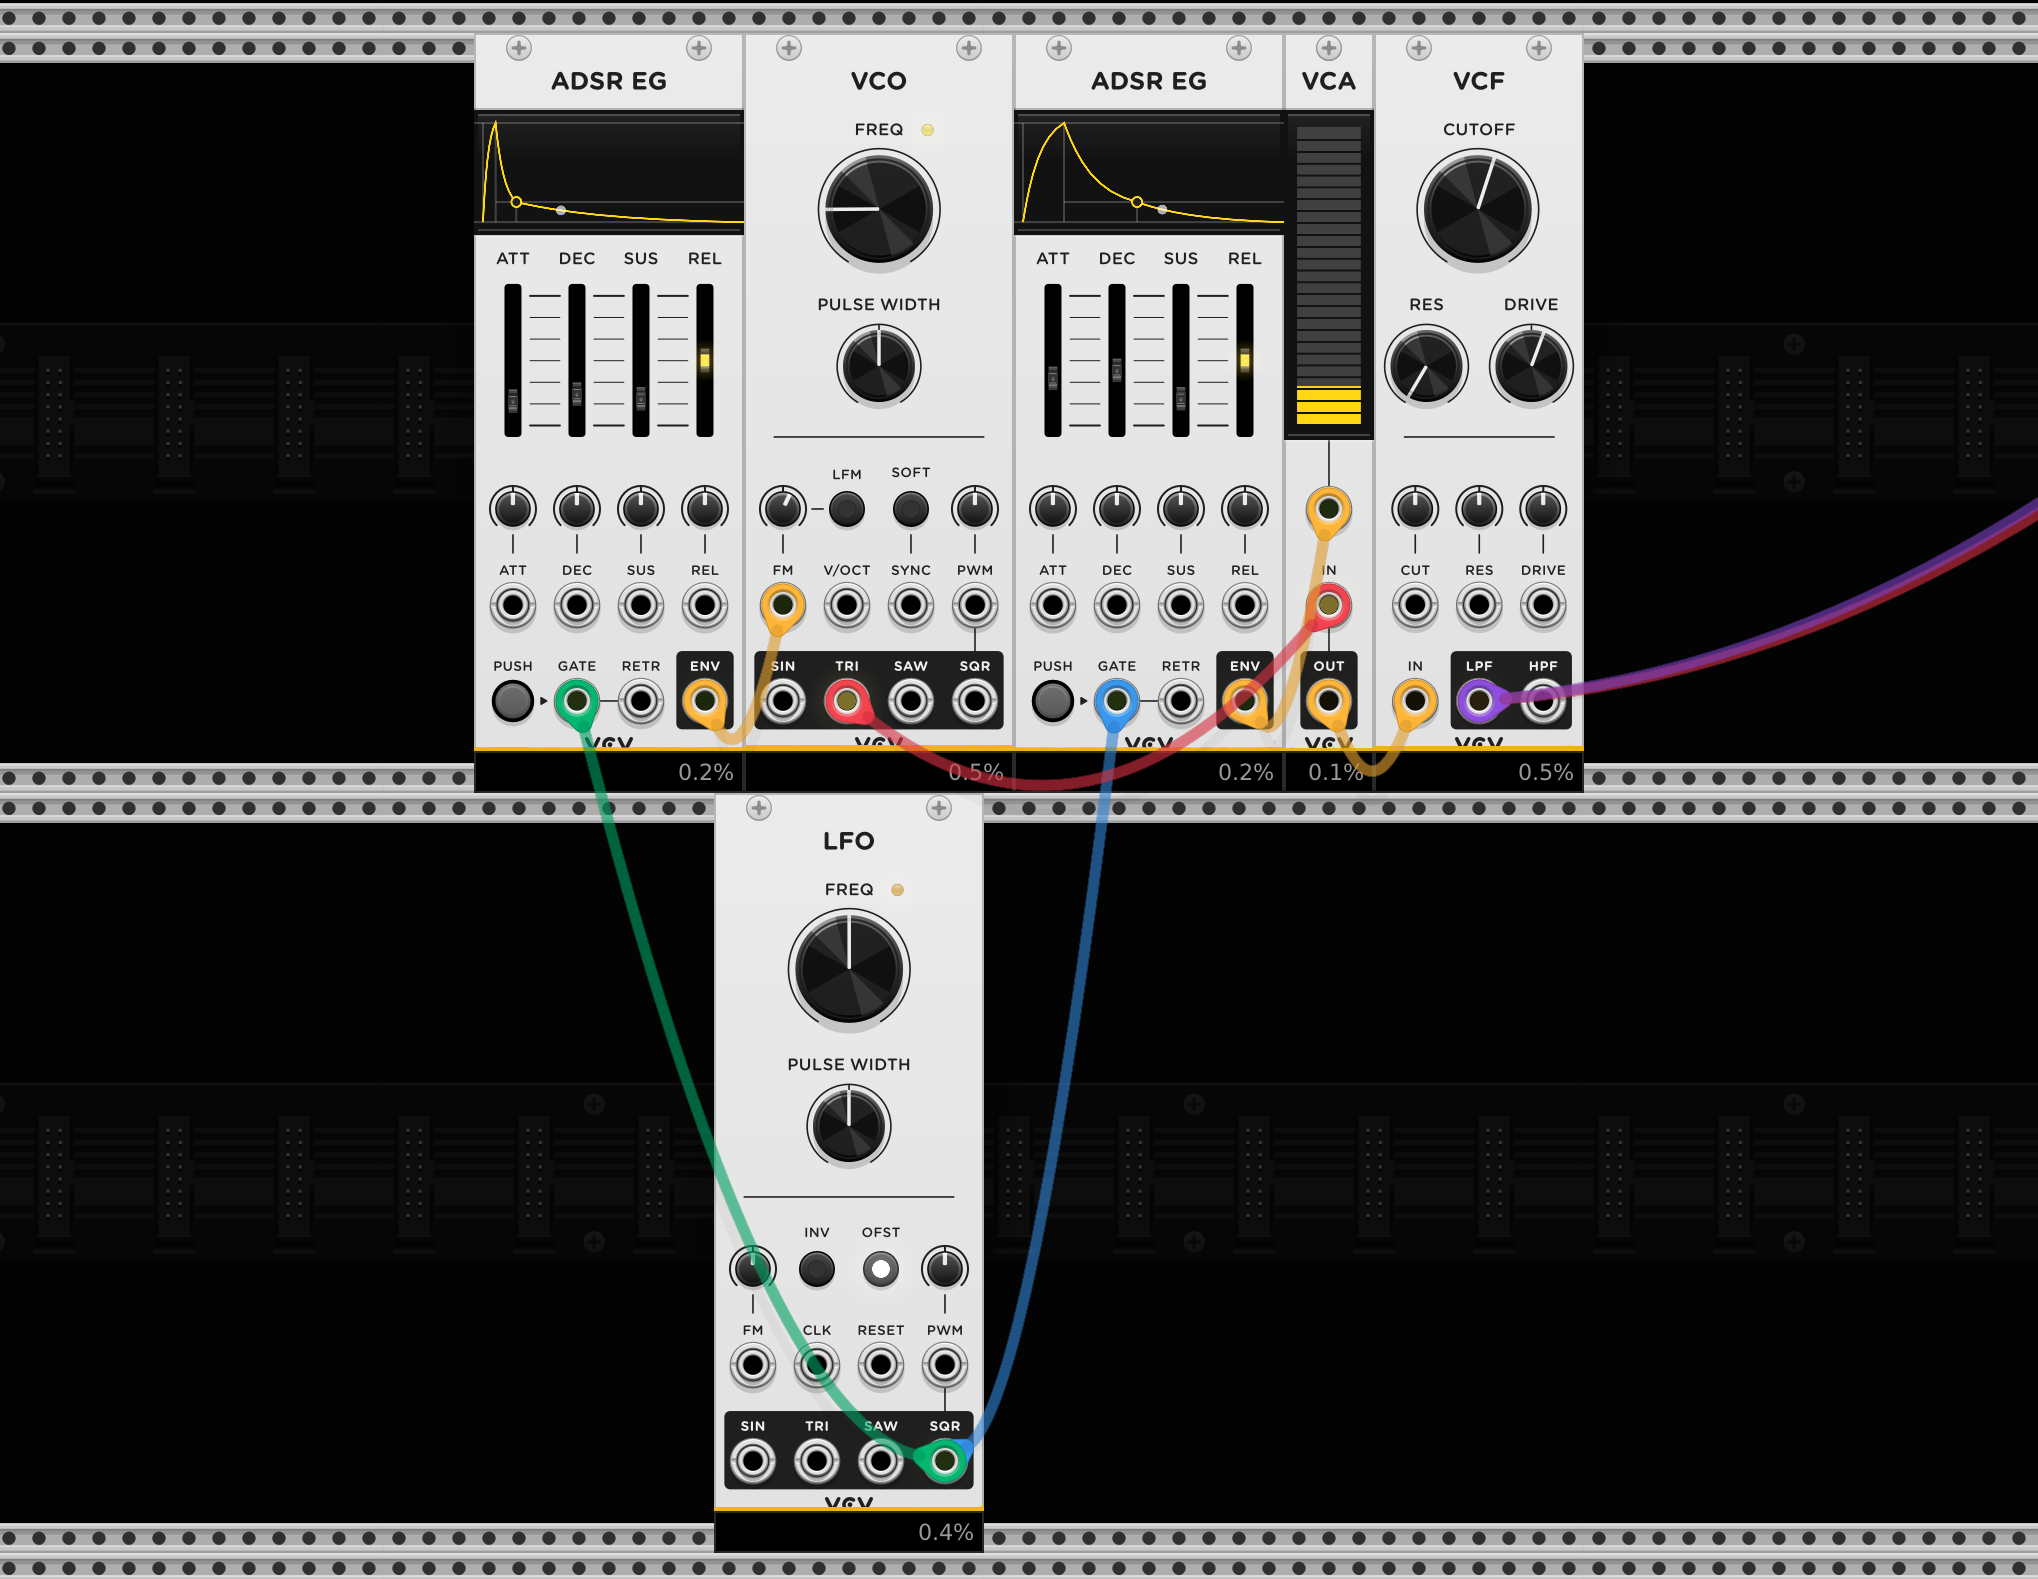 ADSR EG
VCO
ADSR EG
VCA
VCF
FREQ
CUTOFF
ATT DEC SUS REL
ATT DEC SUS REL
PULSE WIDTH
RES DRIVE
LFM SOFT
ATT DEC SUS REL
FM V/OCT SYNC PWM
ATT DEC SUS REL
IN
CUT RES DRIVE
PUSH GATE RETR ENV
SIN TRI SAW SQR
PUSH GATE RETR ENV
OUT
IN LPF HPF
VCV
VCV
VCV
VCV
VCV
0.2%
0.5%
0.2%
0.1%
0.5%
LFO
FREQ
PULSE WIDTH
INV OFST
FM CLK RESET PWM
SIN TRI SAW SQR
VCV
0.4%